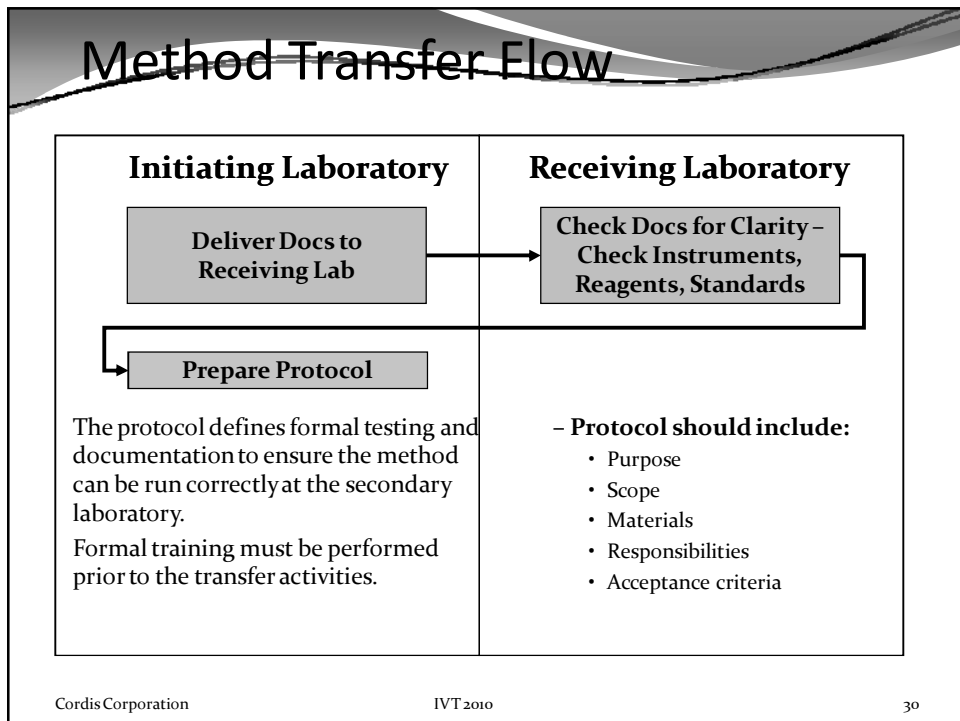 Method Transfer Flow
Initiating Laboratory
Receiving Laboratory
Deliver Docs to
Receiving Lab
Check Docs for Clarity –
Check Instruments,
Reagents, Standards
Prepare Protocol
The protocol defines formal testing and
documentation to ensure the method
can be run correctly at the secondary
laboratory.
Formal training must be performed
prior to the transfer activities.
– Protocol should include:
• Purpose
• Scope
• Materials
• Responsibilities
• Acceptance criteria
Cordis Corporation
IVT 2010
30